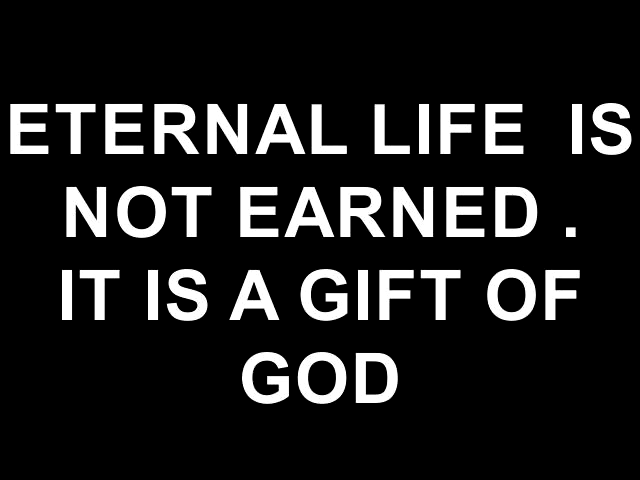 ETERNAL LIFE  IS
NOT EARNED .
IT IS A GIFT OF
GOD